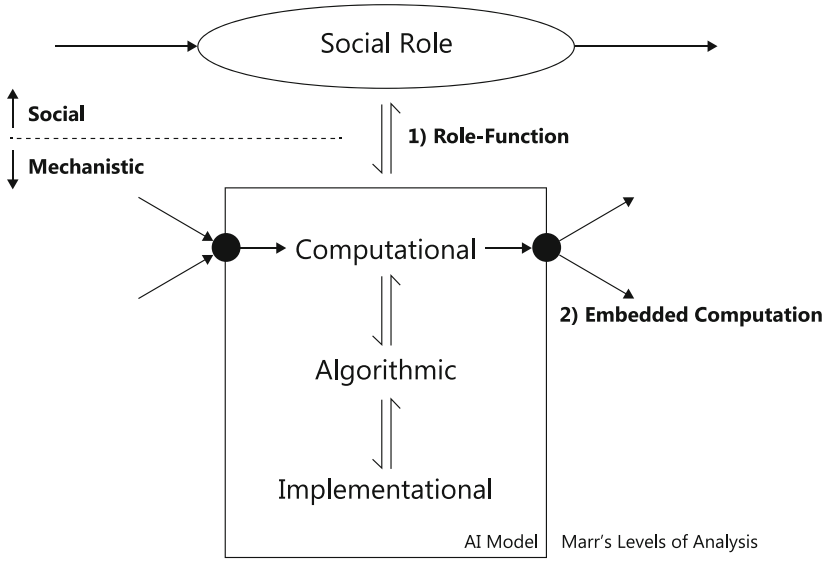 Social Role
Social
1) Role-Function
Mechanistic
Computational
2) Embedded Computation
Algorithmic
Implementational
AI Model
Marr's Levels of Analysis